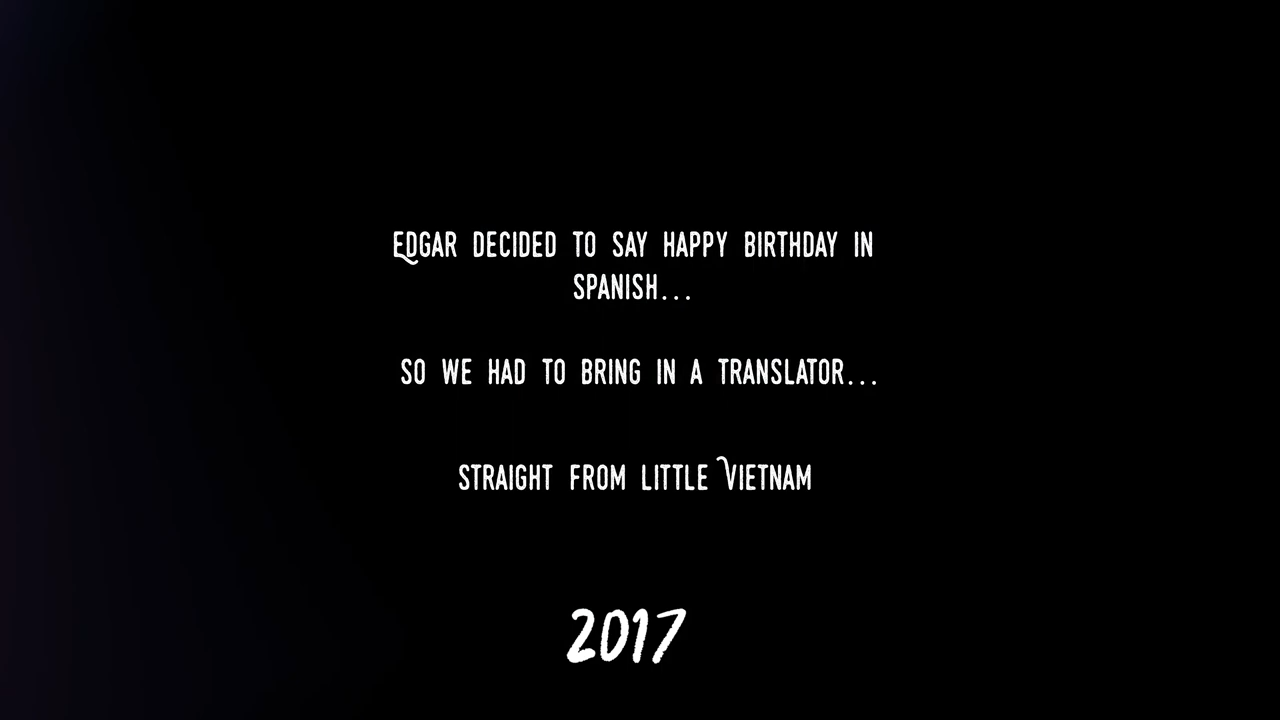 Edgar decided to say happy birthday in
Spanish...
so we had to bring in a translator...
straight from little Vietnam
2017